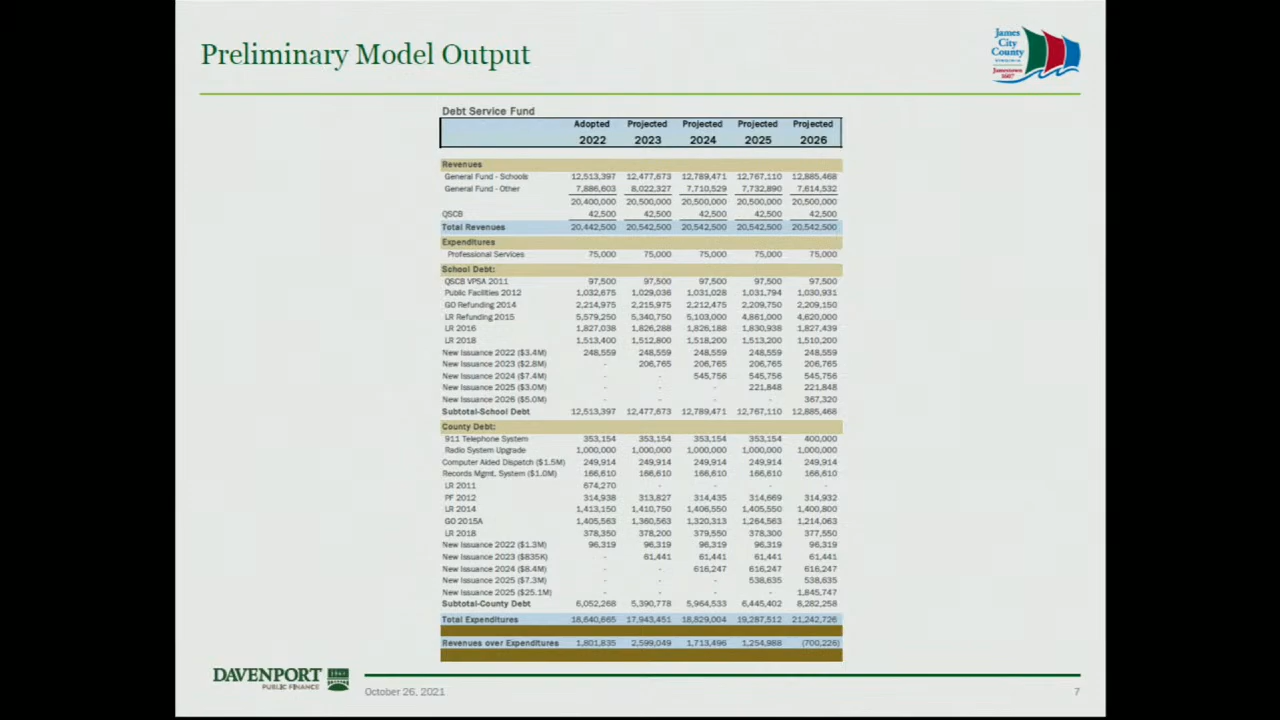 Preliminary Model Output
James
City
County
Jamestown
1607
Debt Service Fund
Adopted Projected Projected Projected Projected
2022 2023 2024 2025 2026
Revenues
General Fund - Schools 12,513,397 12,477,673 12,789,471 12,767,110 12,885,468
General Fund - Other 7,886,603 8,022,327 7,710,529 7,732,890 7,614,532
20,400,000 20,500,000 20,500,000 20,500,000 20,500,000
QSCB 42,500 42,500 42,500 42,500 42,500
Total Revenues 20,442,500 20,542,500 20,542,500 20,542,500 20,542,500
Expenditures
Professional Services 75,000 75,000 75,000 75,000 75,000
School Debt:
QSCB VPSA 2011 97,500 97,500 97,500 97,500 97,500
Public Facilities 2012 1,032,675 1,029,036 1,031,028 1,031,794 1,030,931
GO Refunding 2014 2,214,975 2,215,975 2,212,475 2,209,750 2,209,150
LR Refunding 2015 5,579,250 5,340,750 5,103,000 4,861,000 4,620,000
LR 2016 1,827,038 1,826,288 1,826,188 1,830,938 1,827,439
LR 2018 1,513,400 1,512,800 1,518,200 1,513,200 1,510,200
New Issuance 2022 ($3.4M) 248,559 248,559 248,559 248,559 248,559
New Issuance 2023 ($2.8M) - 206,765 206,765 206,765 206,765
New Issuance 2024 ($7.4M) - - 545,756 545,756 545,756
New Issuance 2025 ($3.0M) - - - 221,848 221,848
New Issuance 2026 ($5.0M) - - - - 367,320
Subtotal-School Debt 12,513,397 12,477,673 12,789,471 12,767,110 12,885,468
County Debt:
911 Telephone System 353,154 353,154 353,154 353,154 400,000
Radio System Upgrade 1,000,000 1,000,000 1,000,000 1,000,000 1,000,000
Computer Aided Dispatch ($1.5M) 249,914 249,914 249,914 249,914 249,914
Records Mgmt. System ($1.0M) 166,610 166,610 166,610 166,610 166,610
LR 2011 674,270 - - - -
PF 2012 314,938 313,827 314,435 314,669 314,932
LR 2014 1,413,150 1,410,750 1,406,550 1,405,550 1,400,800
GO 2015A 1,405,563 1,360,563 1,320,313 1,264,563 1,214,063
LR 2018 378,350 378,200 379,550 378,300 377,550
New Issuance 2022 ($1.3M) 96,319 96,319 96,319 96,319 96,319
New Issuance 2023 ($835K) - 61,441 61,441 61,441 61,441
New Issuance 2024 ($8.4M) - - 616,247 616,247 616,247
New Issuance 2025 ($7.3M) - - - 538,635 538,635
New Issuance 2025 ($25.1M) - - - - 1,845,747
Subtotal-County Debt 6,052,268 5,390,778 5,964,533 6,445,402 8,282,258
Total Expenditures 18,640,665 17,943,451 18,829,004 19,287,512 21,242,726
Revenues over Expenditures 1,801,835 2,599,049 1,713,496 1,254,988 (700,226)
DAVENPORT
PUBLIC FINANCE
October 26, 2021
7